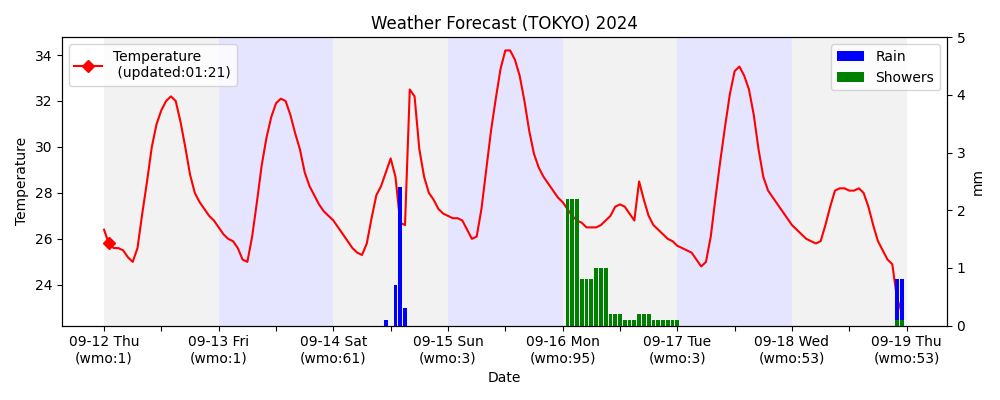 Weather Forecast (TOKYO) 2024
Temperature
(updated:01:21)
Rain
Showers
34
32
30
28
26
24
Temperature
5
4
3
2
1
0
mm
09-12 Thu
(wmo:1)
09-13 Fri
(wmo:1)
09-14 Sat
(wmo:61)
09-15 Sun
(wmo:3)
09-16 Mon
(wmo:95)
09-17 Tue
(wmo:3)
09-18 Wed
(wmo:53)
09-19 Thu
(wmo:53)
Date